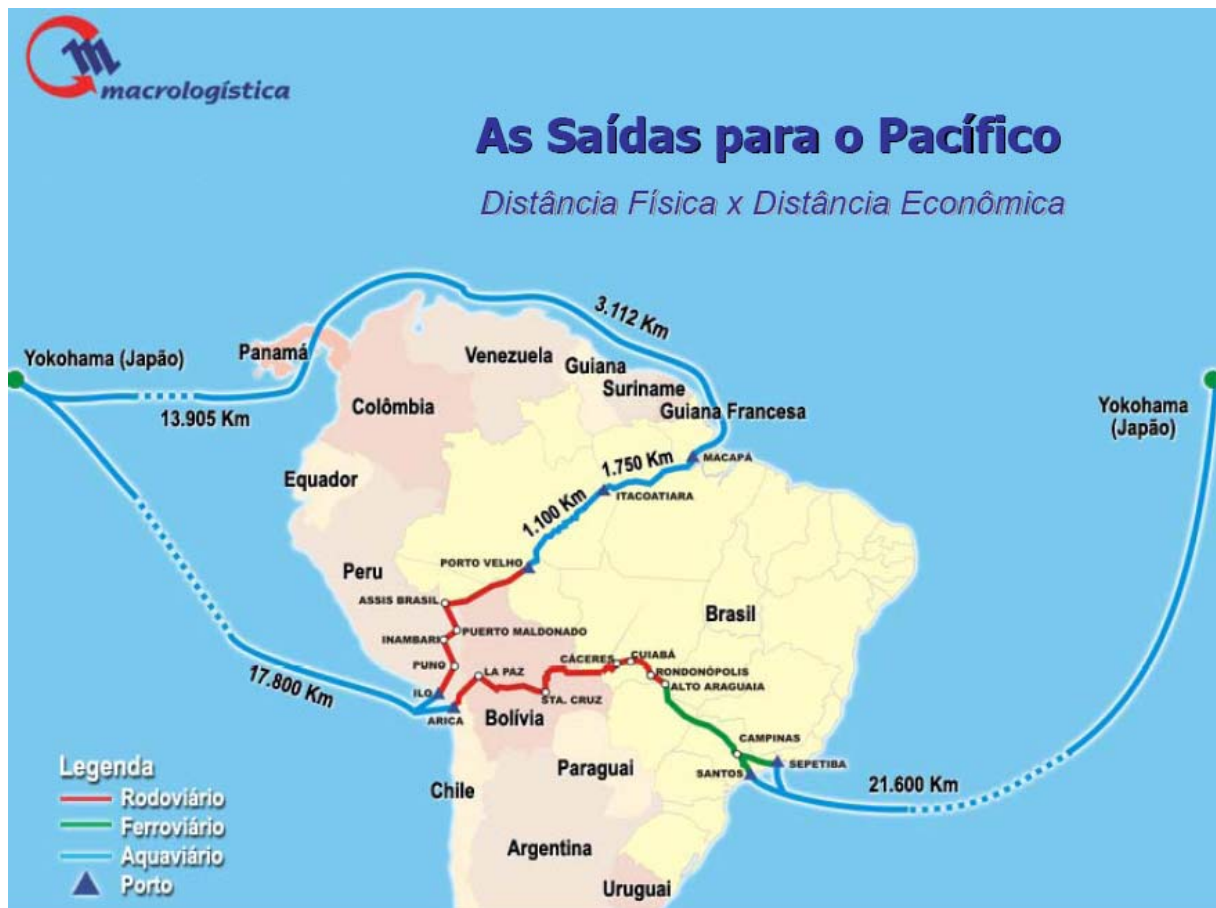 macrologística
As Saídas para o Pacífico
Distância Física x Distância Econômica
3.112 Km
Panamá
Venezuela
Yokohama (Japão)
Guiana
Suriname
13.905 Km
Colômbia
Guiana Francesa
Yokohama
(Japão)
1.750 Km
MACAPÁ
Equador
ITACOATIARA
1.100 Km
PORTO VELHO
Peru
ASSIS BRASIL
Brasil
PUERTO MALDONADO
INAMBARI
CÁCERES
CUIABÁ
PUNO
LA PAZ
RONDONÓPOLIS
17.800 Km
ALTO ARAGUAIA
ILO
STA. CRUZ
ARICA
Bolívia
CAMPINAS
Legenda
Paraguai
SANTOS
SEPETIBA
21.600 Km
Chile
Rodoviário
Ferroviário
Argentina
Aquaviário
Porto
Uruguai